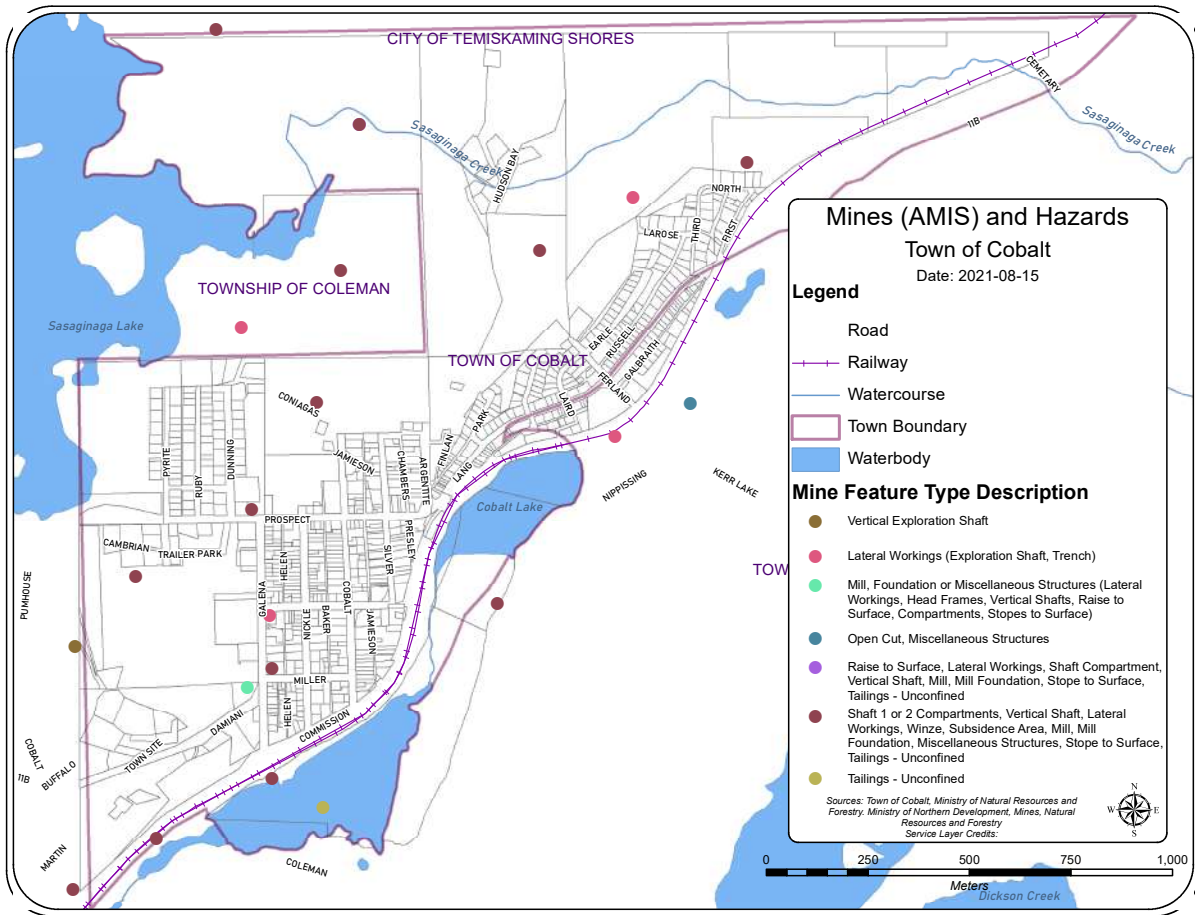 CITY OF TEMISKAMING SHORES
CEMETARY
Sasaginaga Creek
11B
Sasaginaga Creek
HUDSON BAY
NORTH
LAROSE
THIRD
FIRST
TOWNSHIP OF COLEMAN
Sasaginaga Lake
TOWN OF COBALT
EARLE
RUSSELL
GALBRAITH
FERLAND
LAIRD
PARK
FINLAN
LANG
CONIAGAS
JAMIESON
CHAMBERS
ARGENTITE
PYRITE
RUBY
DUNNING
NIPPISSING
KERR LAKE
Cobalt Lake
PROSPECT
PRESLEY
CAMBRIAN
TRAILER PARK
SILVER
HELEN
GALENA
NICKLE
BAKER
COBALT
JAMIESON
PUMHOUSE
TOW
MILLER
HELEN
DAMIANI
COMMISSION
TOWN SITE
COBALT
BUFFALO
11B
MARTIN
COLEMAN
Dickson Creek
Mines (AMIS) and Hazards
Town of Cobalt
Date: 2021-08-15
Legend
Road
Railway
Watercourse
Town Boundary
Waterbody
Mine Feature Type Description
Vertical Exploration Shaft
Lateral Workings (Exploration Shaft, Trench)
Mill, Foundation or Miscellaneous Structures (Lateral
Workings, Head Frames, Vertical Shafts, Raise to
Surface, Compartments, Stopes to Surface)
Open Cut, Miscellaneous Structures
Raise to Surface, Lateral Workings, Shaft Compartment,
Vertical Shaft, Mill, Mill Foundation, Stope to Surface,
Tailings - Unconfined
Shaft 1 or 2 Compartments, Vertical Shaft, Lateral
Workings, Winze, Subsidence Area, Mill, Mill
Foundation, Miscellaneous Structures, Stope to Surface,
Tailings - Unconfined
Tailings - Unconfined
Sources: Town of Cobalt, Ministry of Natural Resources and
Forestry. Ministry of Northern Development, Mines, Natural
Resources and Forestry
Service Layer Credits:
N
W E
S
0 250 500 750 1,000
Meters